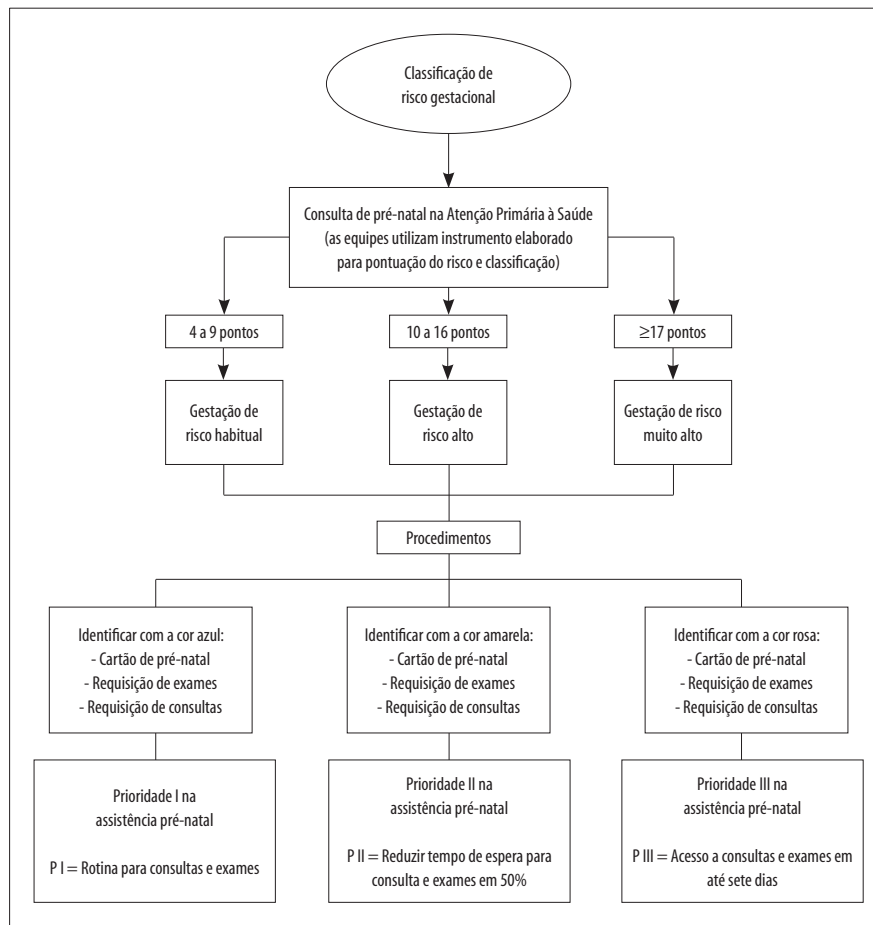 Classificação de
risco gestacional
Consulta de pré-natal na Atenção Primária à Saúde
(as equipes utilizam instrumento elaborado
para pontuação do risco e classificação)
4 a 9 pontos
10 a 16 pontos
≥17 pontos
Gestação de
risco habitual
Gestação de
risco alto
Gestação de risco
muito alto
Procedimentos
Identificar com a cor azul:
- Cartão de pré-natal
- Requisição de exames
- Requisição de consultas
Identificar com a cor amarela:
- Cartão de pré-natal
- Requisição de exames
- Requisição de consultas
Identificar com a cor rosa:
- Cartão de pré-natal
- Requisição de exames
- Requisição de consultas
Prioridade I na
assistência pré-natal
P I = Rotina para consultas e exames
Prioridade II na
assistência pré-natal
P II = Reduzir tempo de espera para
consulta e exames em 50%
Prioridade III na
assistência pré-natal
P III = Acesso a consultas e exames em
até sete dias